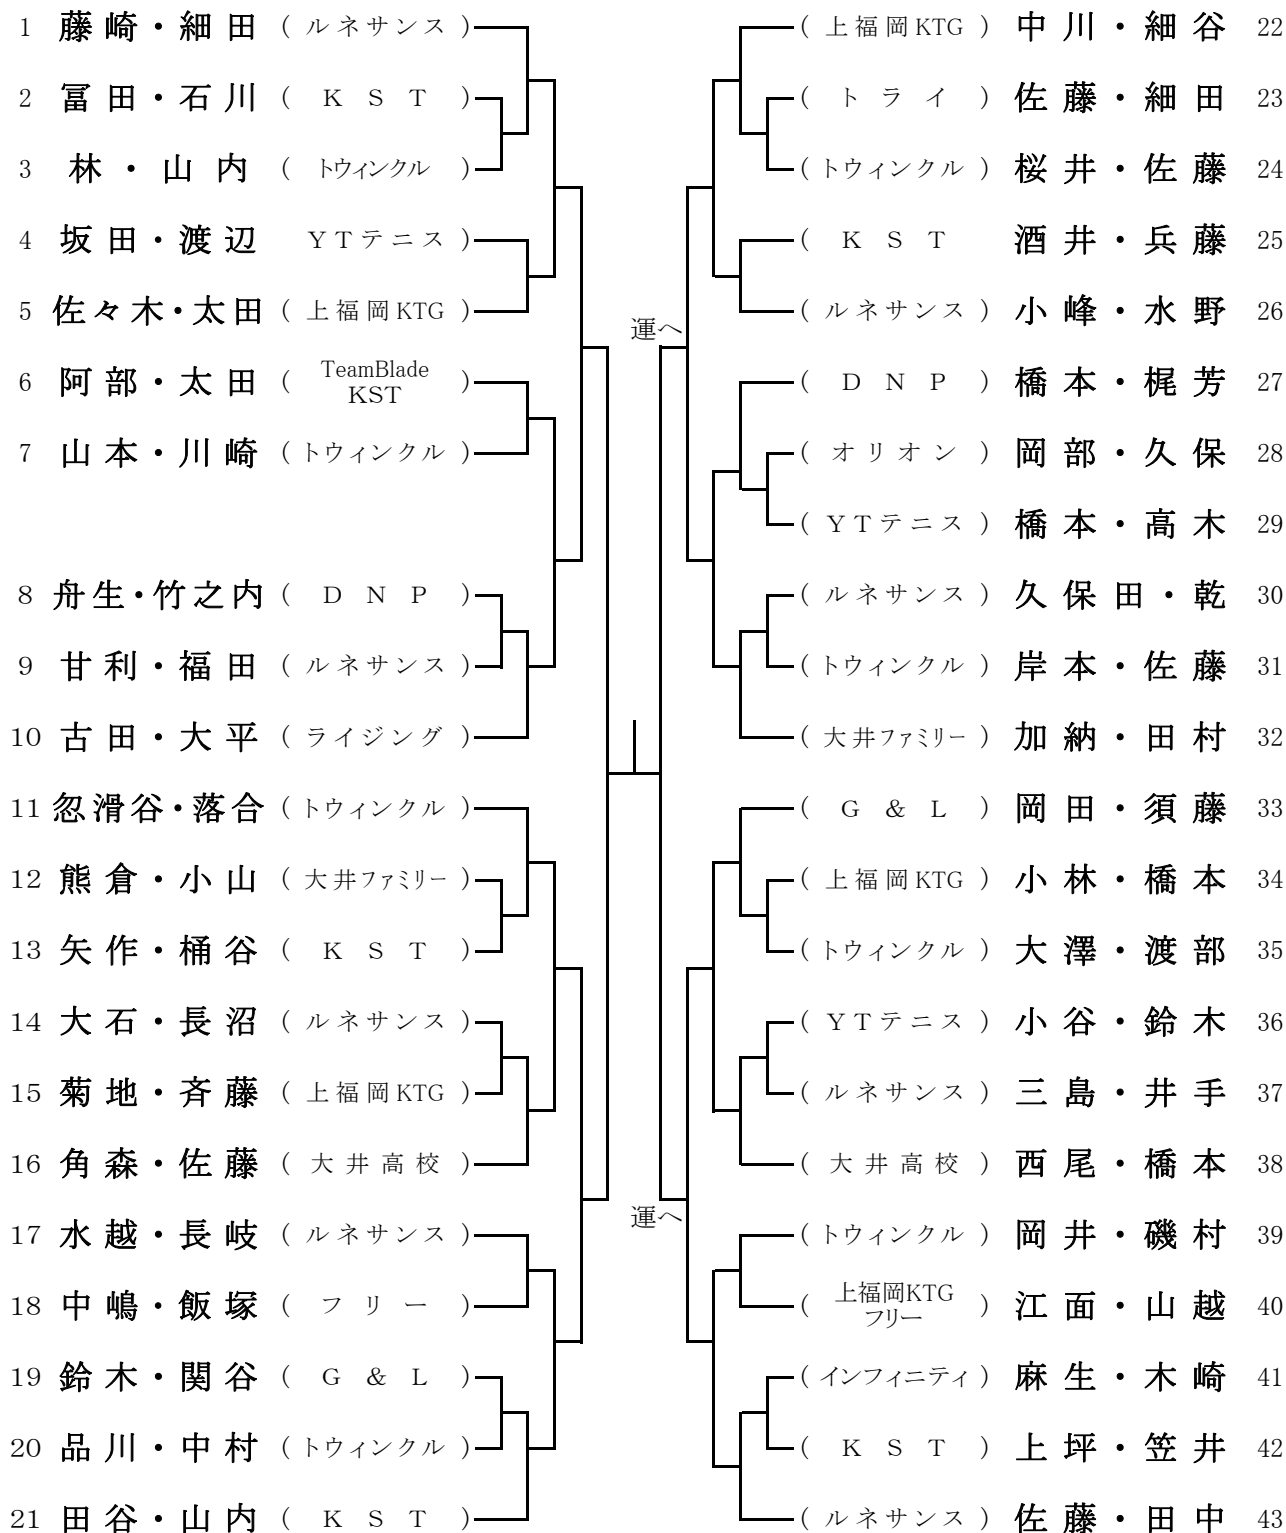 1 藤崎・細田 (ルネサンス)
2 冨田・石川 (KST)
3 林・山内 (トウィンクル)
4 坂田・渡辺 YTテニス)
5 佐々木・太田 (上福岡KTG)
6 阿部・太田 (TeamBlade
KST)
7 山本・川崎 (トウィンクル)
8 舟生・竹之内 (DNP)
9 甘利・福田 (ルネサンス)
10 古田・大平 (ライジング)
11 忽滑谷・落合 (トウィンクル)
12 熊倉・小山 (大井ファミリー)
13 矢作・桶谷 (KST)
14 大石・長沼 (ルネサンス)
15 菊地・斉藤 (上福岡KTG)
16 角森・佐藤 (大井高校)
17 水越・長岐 (ルネサンス)
18 中嶋・飯塚 (フリー)
19 鈴木・関谷 (G&L)
20 品川・中村 (トウィンクル)
21 田谷・山内 (KST)
運へ
運へ
(上福岡KTG) 中川・細谷 22
(トライ) 佐藤・細田 23
(トウィンクル) 桜井・佐藤 24
(KST 酒井・兵藤 25
(ルネサンス) 小峰・水野 26
(DNP) 橋本・梶芳 27
(オリオン) 岡部・久保 28
(YTテニス) 橋本・高木 29
(ルネサンス) 久保田・乾 30
(トウィンクル) 岸本・佐藤 31
(大井ファミリー) 加納・田村 32
(G&L) 岡田・須藤 33
(上福岡KTG) 小林・橋本 34
(トウィンクル) 大澤・渡部 35
(YTテニス) 小谷・鈴木 36
(ルネサンス) 三島・井手 37
(大井高校) 西尾・橋本 38
(トウィンクル) 岡井・磯村 39
(上福岡KTG
フリー) 江面・山越 40
(インフィニティ) 麻生・木崎 41
(KST) 上坪・笠井 42
(ルネサンス) 佐藤・田中 43